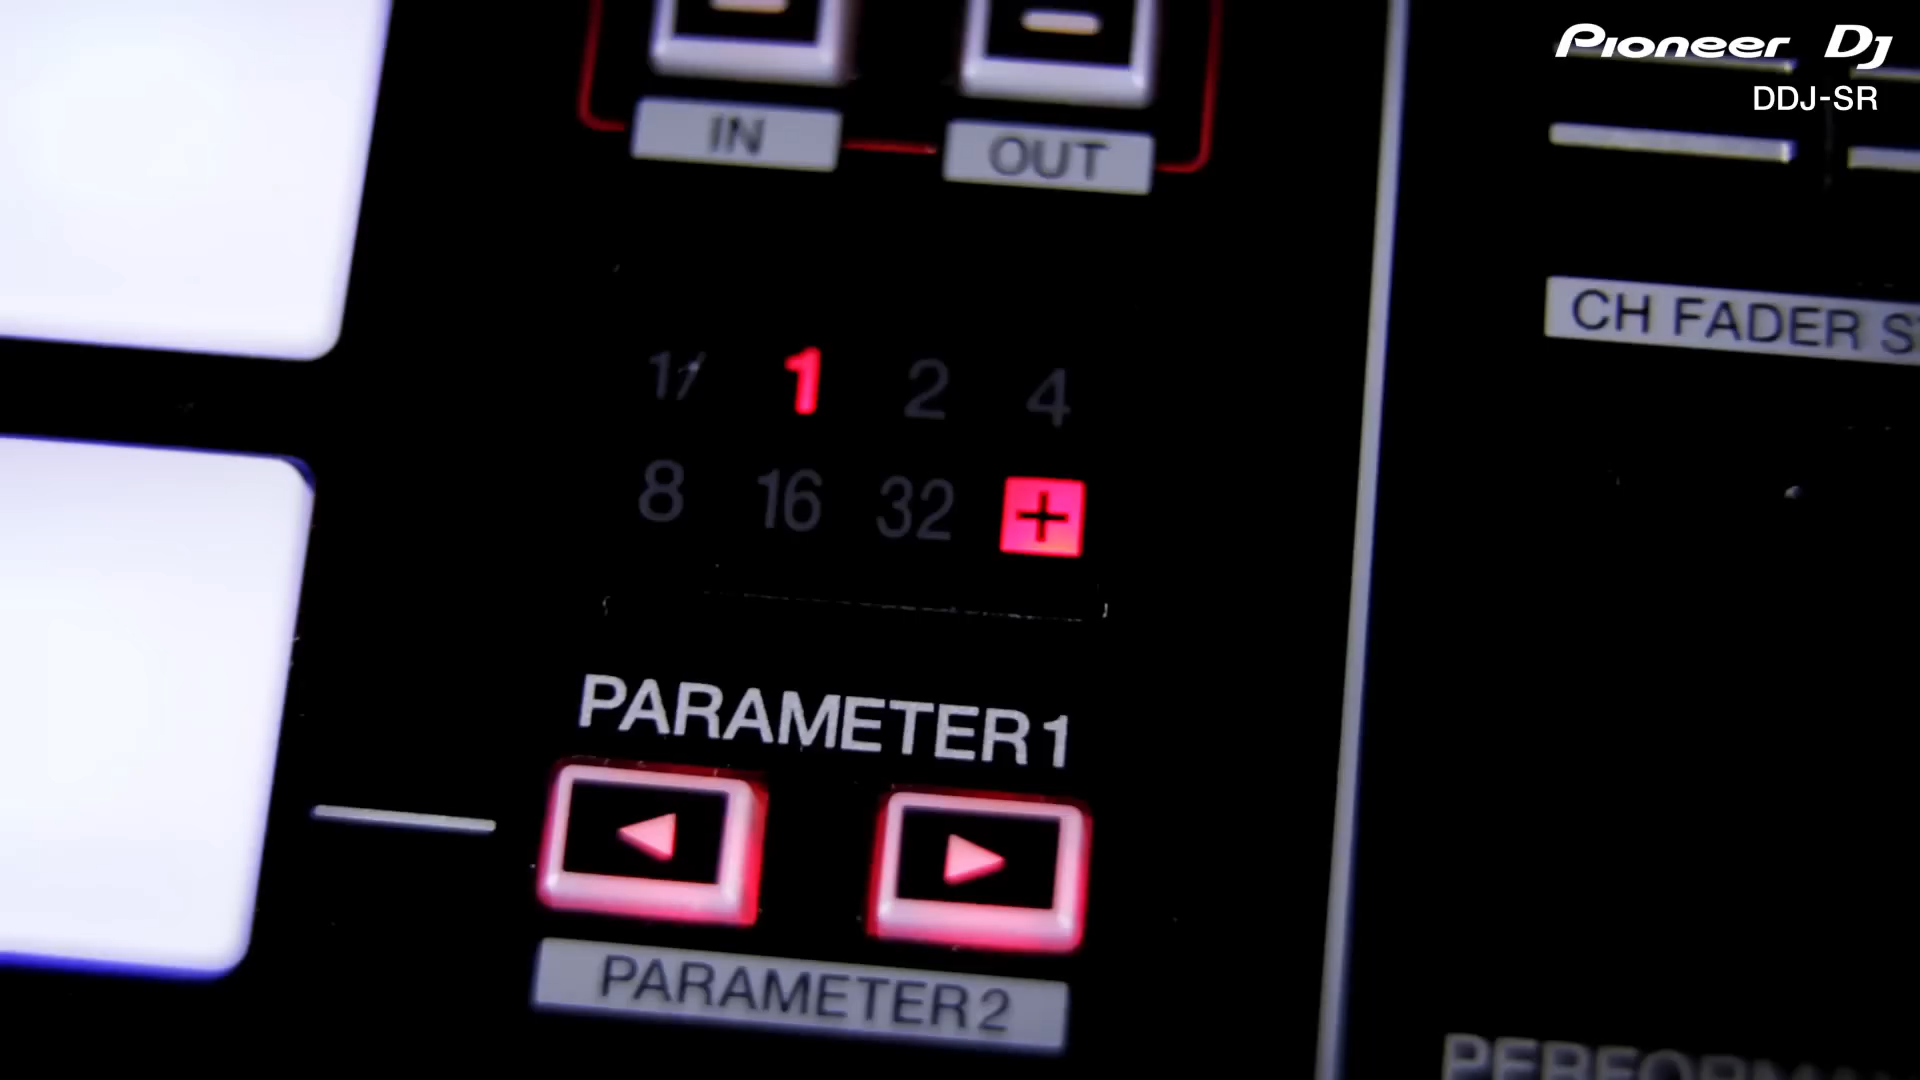 Pioneer DJ
DDJ-SR
IN OUT
CH FADER
1/ 1 2 4
8 16 32 +
PARAMETER1
PARAMETER2